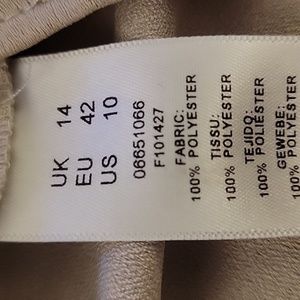 UK 14
EU 42
US 10
06651066
F101427
FABRIC:
100% POLYESTER
TISSU:
100% POLYESTER
TEJIDO:
100% POLIÉSTER
GEWEBE:
100% POLYESTER